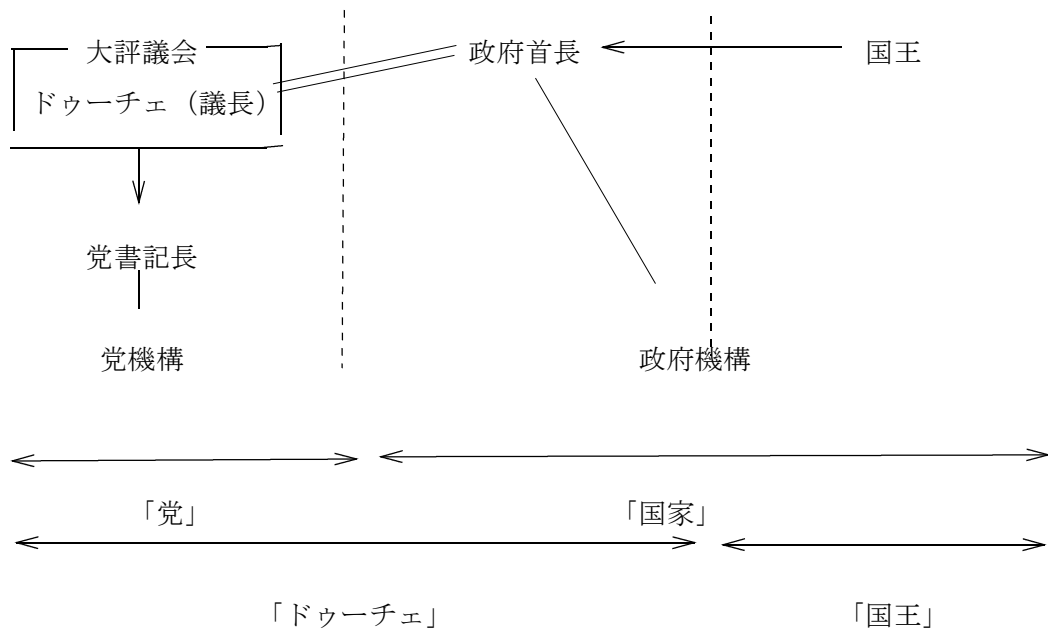 大評議会 政府首長 国王
ドゥーチェ（議長）
党書記長
党機構 政府機構
「党」 「国家」
「ドゥーチェ」 「国王」